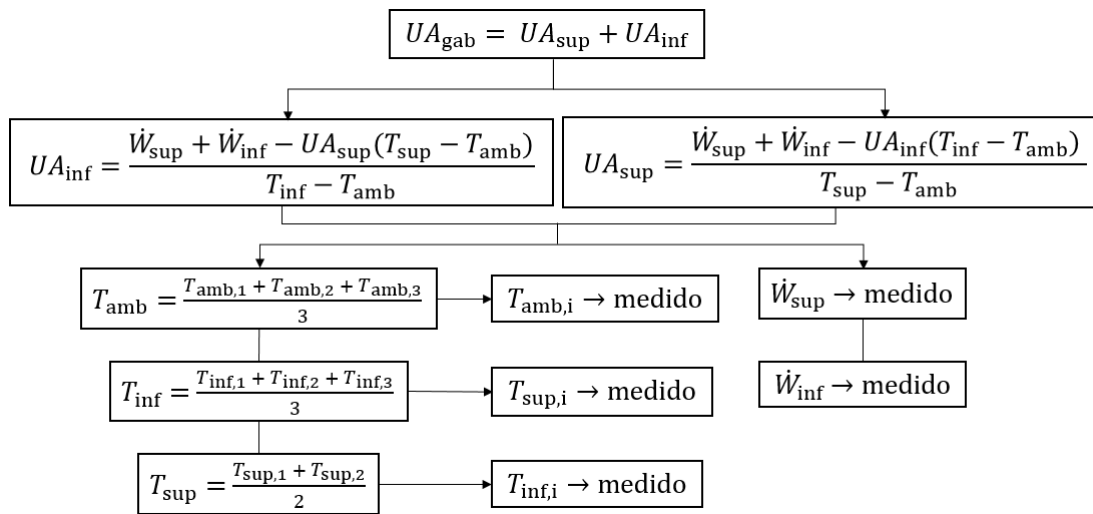 UA_gab = UA_sup + UA_inf
UA_inf = (Ẇ_sup + Ẇ_inf − UA_sup(T_sup − T_amb)) / (T_inf − T_amb)
UA_sup = (Ẇ_sup + Ẇ_inf − UA_inf(T_inf − T_amb)) / (T_sup − T_amb)
T_amb = (T_amb,1 + T_amb,2 + T_amb,3) / 3
T_amb,i → medido
Ẇ_sup → medido
T_inf = (T_inf,1 + T_inf,2 + T_inf,3) / 3
T_sup,i → medido
Ẇ_inf → medido
T_sup = (T_sup,1 + T_sup,2) / 2
T_inf,i → medido